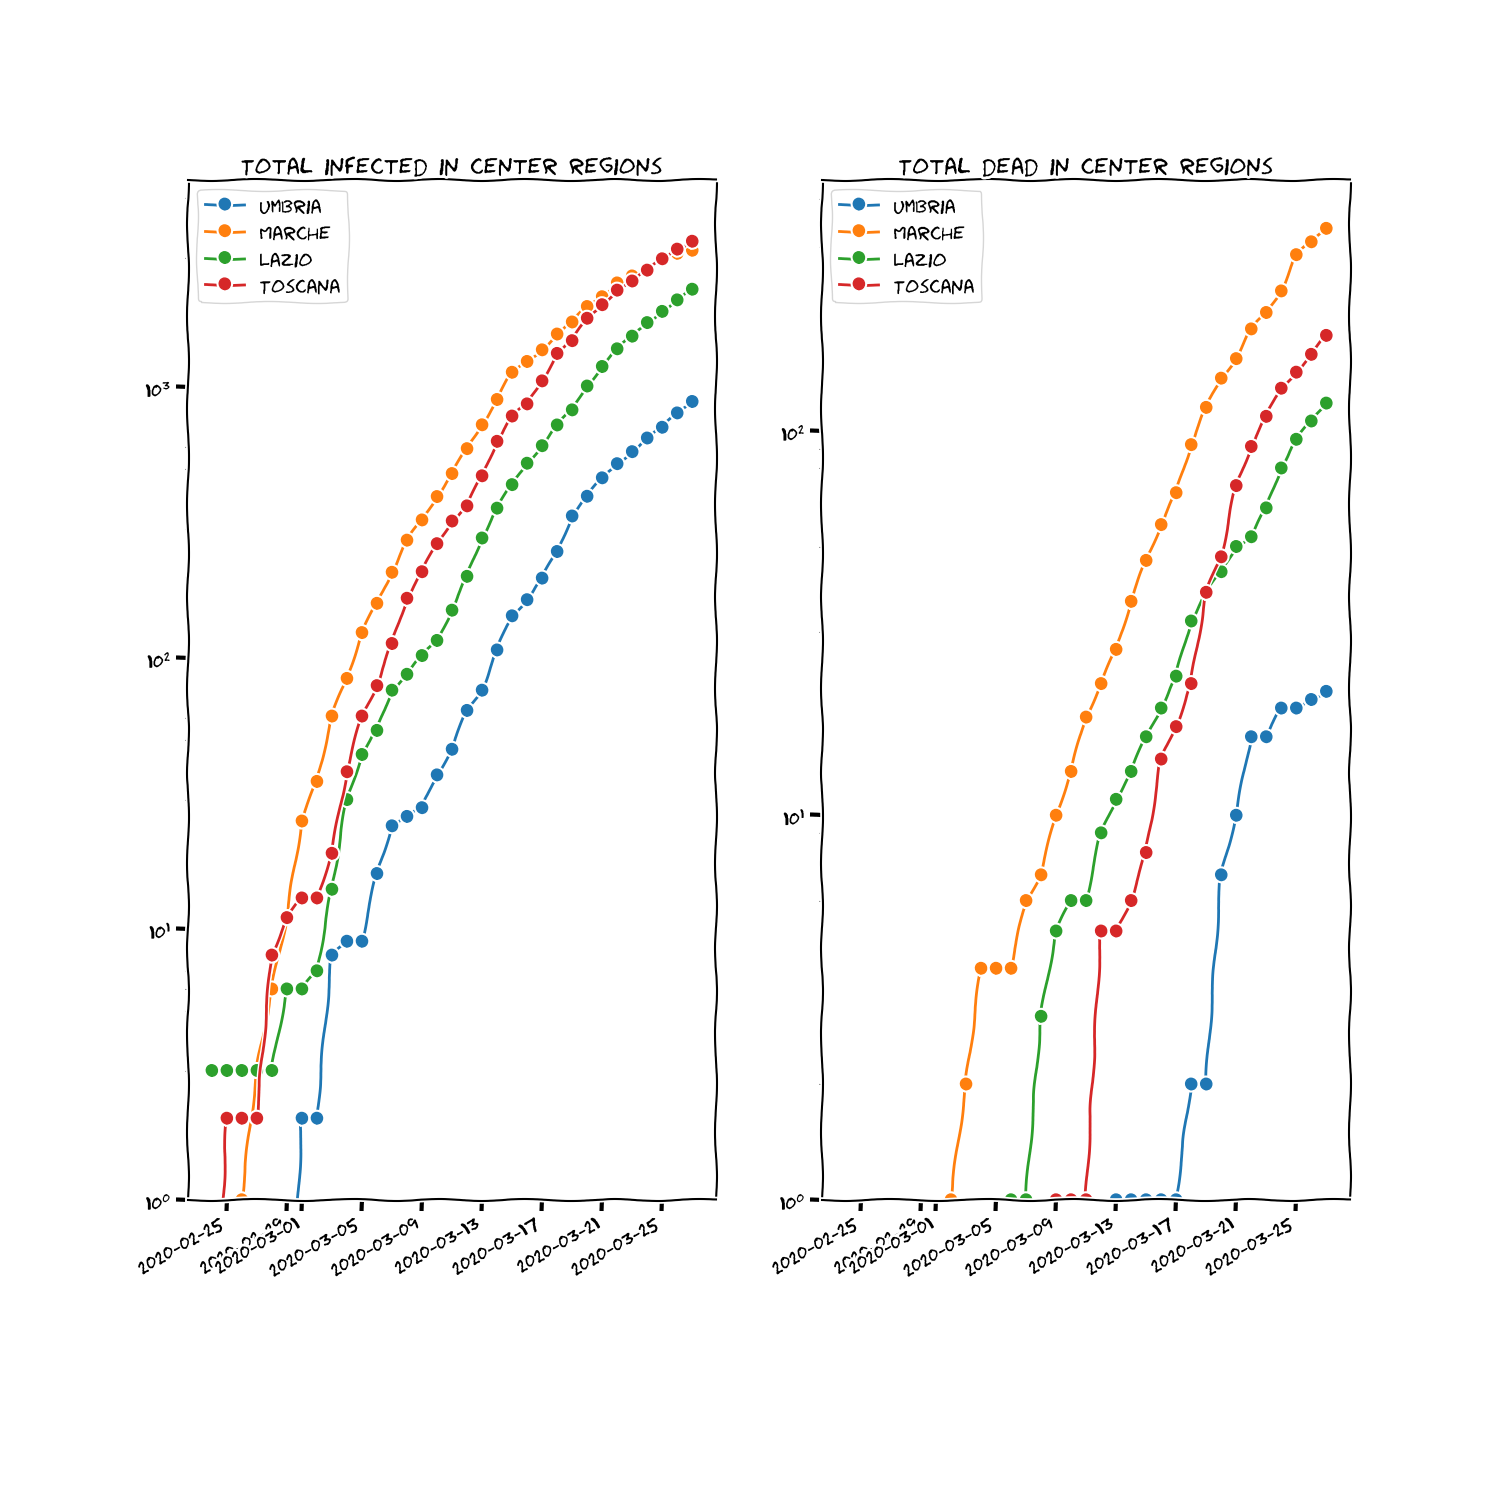 TOTAL INFECTED IN CENTER REGIONS
UMBRIA
MARCHE
LAZIO
TOSCANA
10³
10²
10¹
10⁰
2020-02-25
2020-03-01
2020-03-05
2020-03-09
2020-03-13
2020-03-17
2020-03-21
2020-03-25
TOTAL DEAD IN CENTER REGIONS
UMBRIA
MARCHE
LAZIO
TOSCANA
10²
10¹
10⁰
2020-02-25
2020-03-01
2020-03-05
2020-03-09
2020-03-13
2020-03-17
2020-03-21
2020-03-25